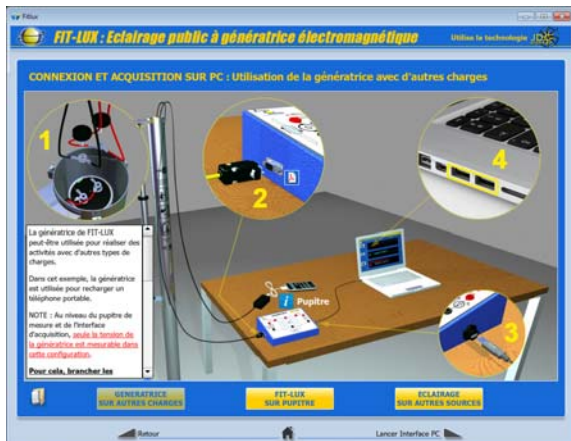 Fitlux
FIT-LUX : Eclairage public à génératrice électromagnétique
Utilise la technologie
CONNEXION ET ACQUISITION SUR PC : Utilisation de la génératrice avec d'autres charges
1
2
4
La génératrice de FIT-LUX
peut-être utilisée pour réaliser des
activités avec d'autres types de
charges.
Dans cet exemple, la génératrice
est utilisée pour recharger un
téléphone portable.
NOTE : Au niveau du pupitre de
mesure et de l'interface
d'acquisition, seule la tension de
la génératrice est mesurable dans
cette configuration.
Pour cela, brancher les
i Pupitre
3
GENERATRICE
SUR AUTRES CHARGES
FIT-LUX
SUR PUPITRE
ECLAIRAGE
SUR AUTRES SOURCES
Retour
Lancer Interface PC